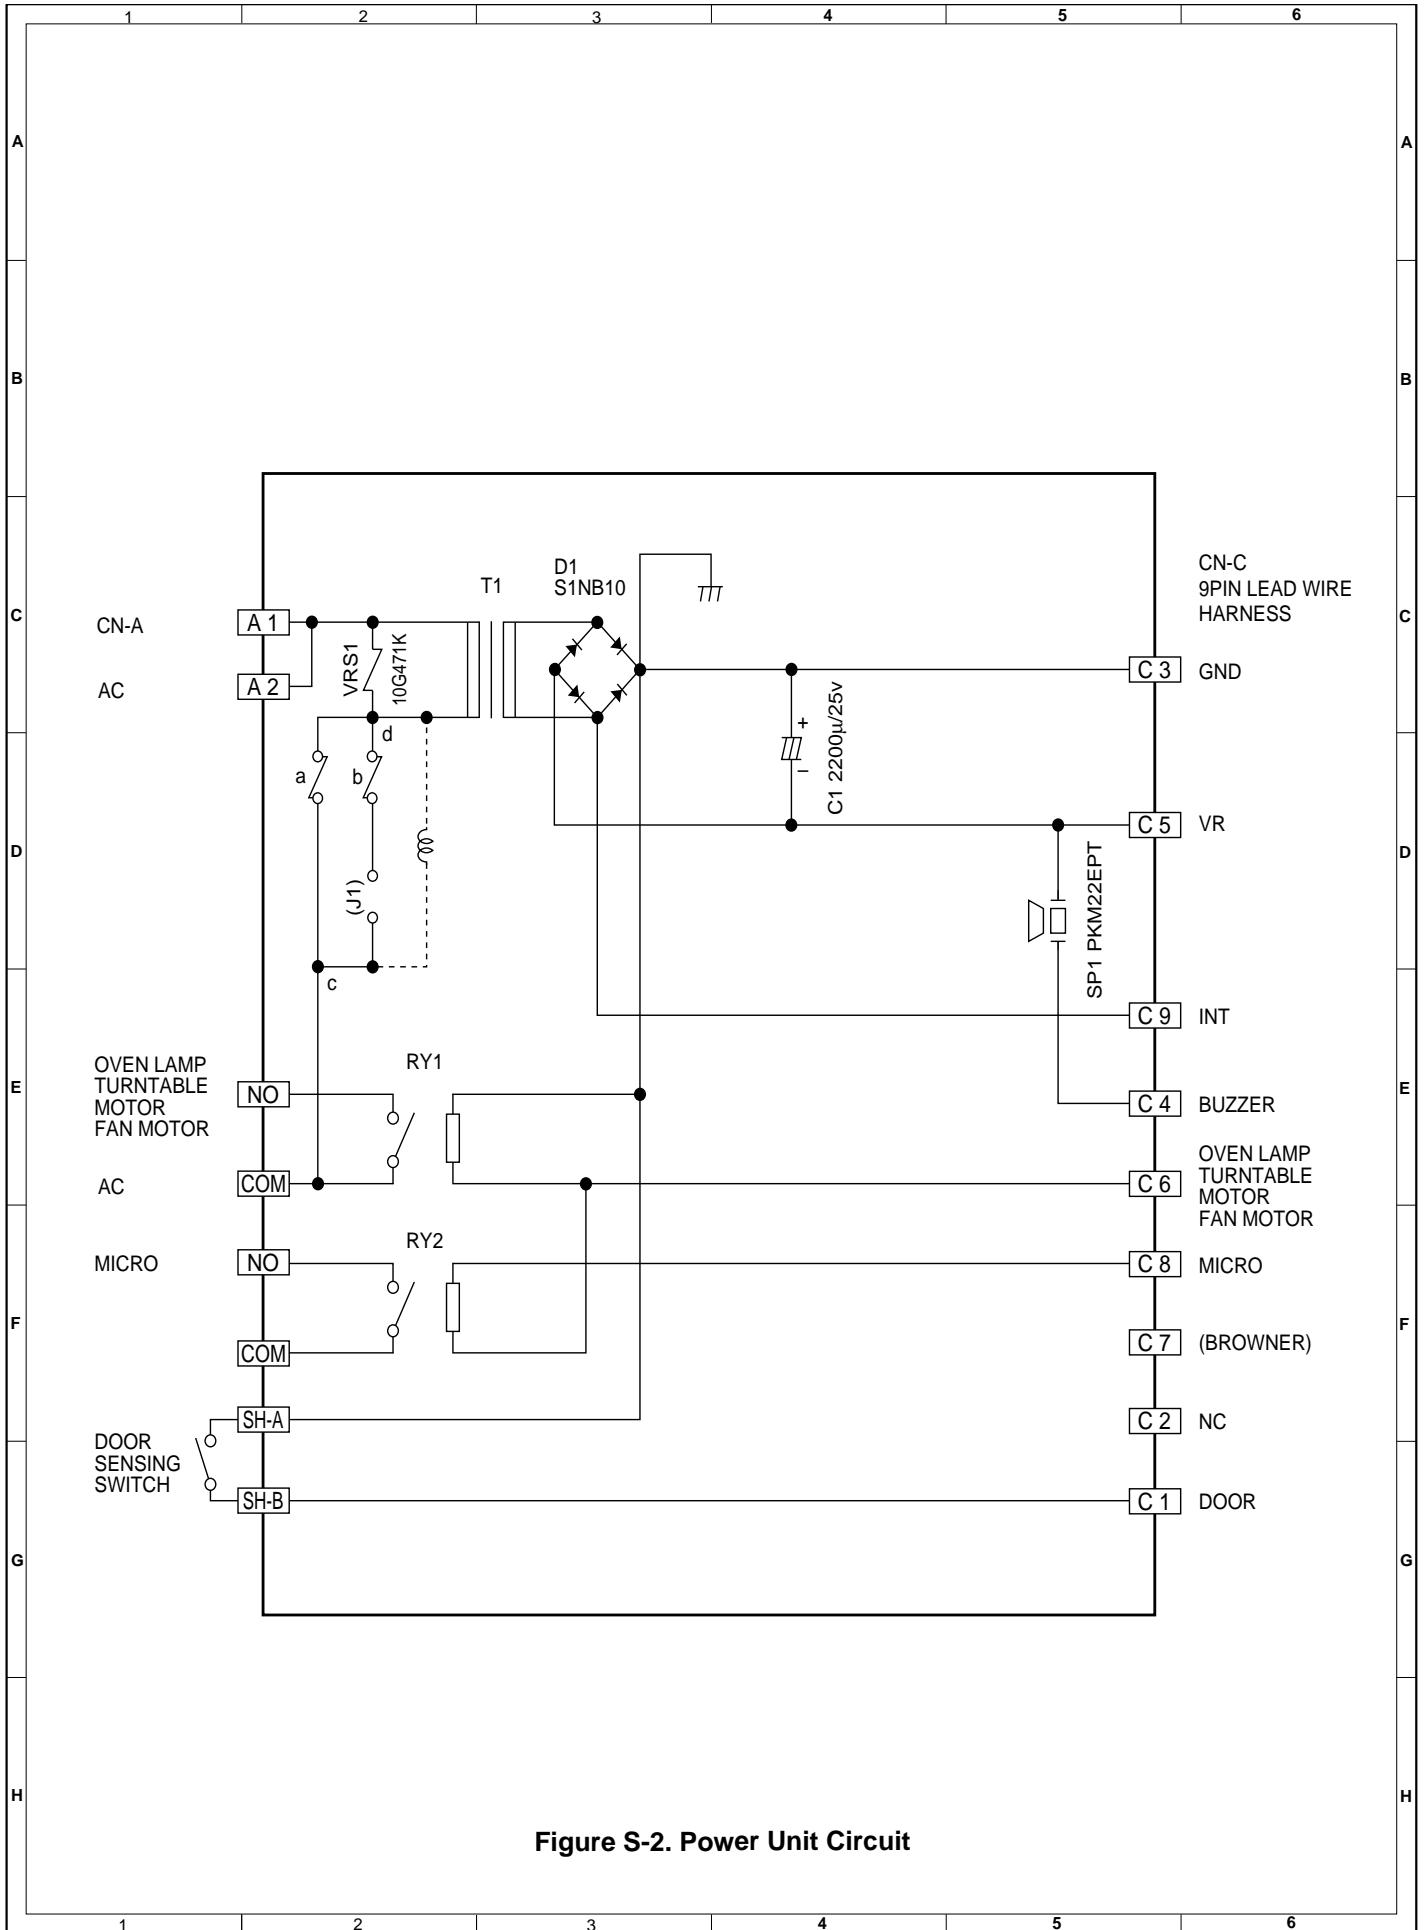 1 2 3 4 5 6
A A
B B
C C
D D
E E
F F
G G
H H
CN-A
AC
A 1
A 2
VRS1
10G471K
T1
D1
S1NB10
CN-C
9PIN LEAD WIRE
HARNESS
C 3 GND
+
–
C1 2200μ/25v
a
b
d
(J1)
c
C 5 VR
SP1 PKM22EPT
C 9 INT
OVEN LAMP
TURNTABLE
MOTOR
FAN MOTOR
NO
RY1
C 4 BUZZER
AC
COM
C 6
OVEN LAMP
TURNTABLE
MOTOR
FAN MOTOR
MICRO
NO
RY2
C 8 MICRO
COM
C 7 (BROWNER)
SH-A
C 2 NC
DOOR
SENSING
SWITCH
SH-B
C 1 DOOR
Figure S-2. Power Unit Circuit
1 2 3 4 5 6